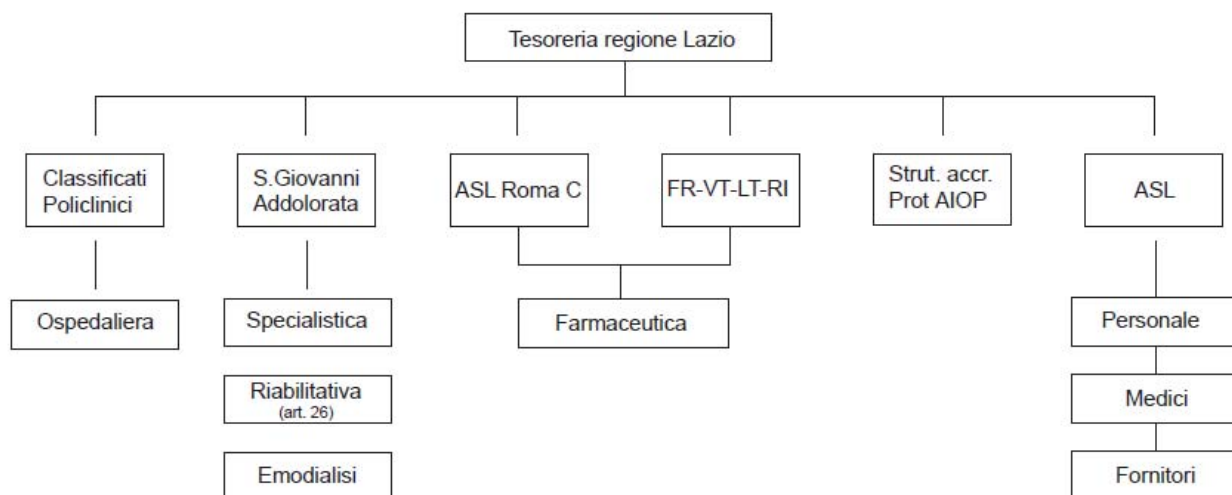 Tesoreria regione Lazio
Classificati
Policlinici
S.Giovanni
Addolorata
ASL Roma C
FR-VT-LT-RI
Strut. accr.
Prot AIOP
ASL
Ospedaliera
Specialistica
Farmaceutica
Personale
Riabilitativa
(art. 26)
Medici
Emodialisi
Fornitori